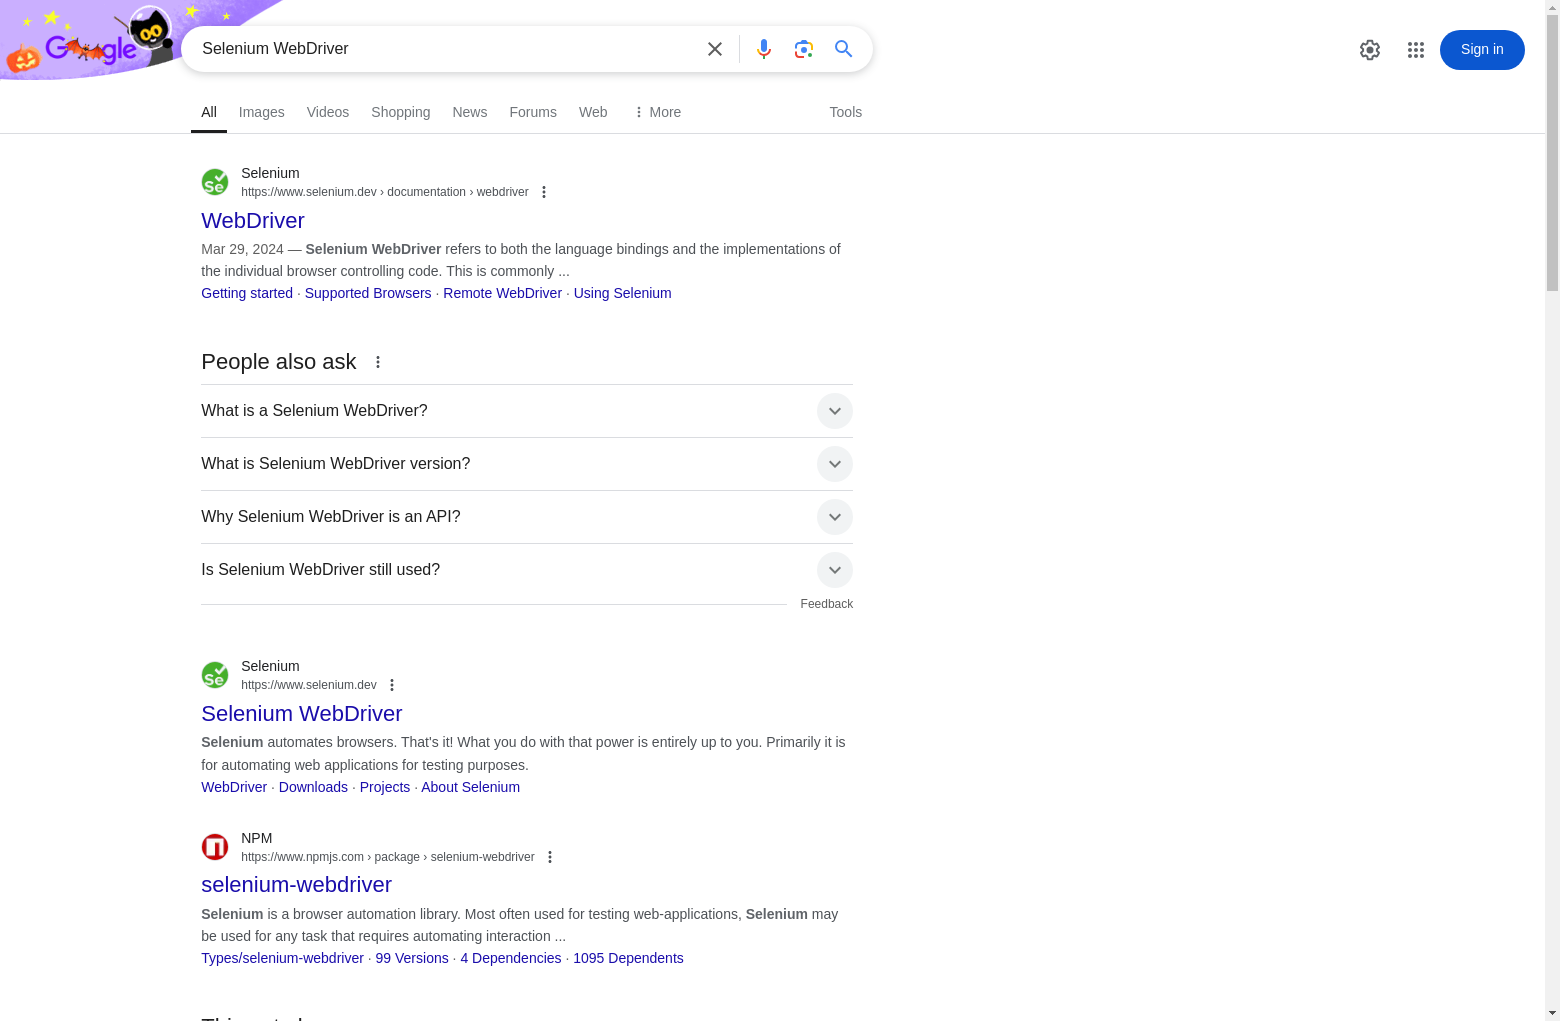 Google
Selenium WebDriver
Sign in
All
Images
Videos
Shopping
News
Forums
Web
More
Tools
Selenium
https://www.selenium.dev › documentation › webdriver
WebDriver
Mar 29, 2024 — Selenium WebDriver refers to both the language bindings and the implementations of
the individual browser controlling code. This is commonly ...
Getting started · Supported Browsers · Remote WebDriver · Using Selenium
People also ask
What is a Selenium WebDriver?
What is Selenium WebDriver version?
Why Selenium WebDriver is an API?
Is Selenium WebDriver still used?
Feedback
Se
Selenium
https://www.selenium.dev
Selenium WebDriver
Selenium automates browsers. That's it! What you do with that power is entirely up to you. Primarily it is
for automating web applications for testing purposes.
WebDriver · Downloads · Projects · About Selenium
NPM
https://www.npmjs.com › package › selenium-webdriver
selenium-webdriver
Selenium is a browser automation library. Most often used for testing web-applications, Selenium may
be used for any task that requires automating interaction ...
Types/selenium-webdriver · 99 Versions · 4 Dependencies · 1095 Dependents